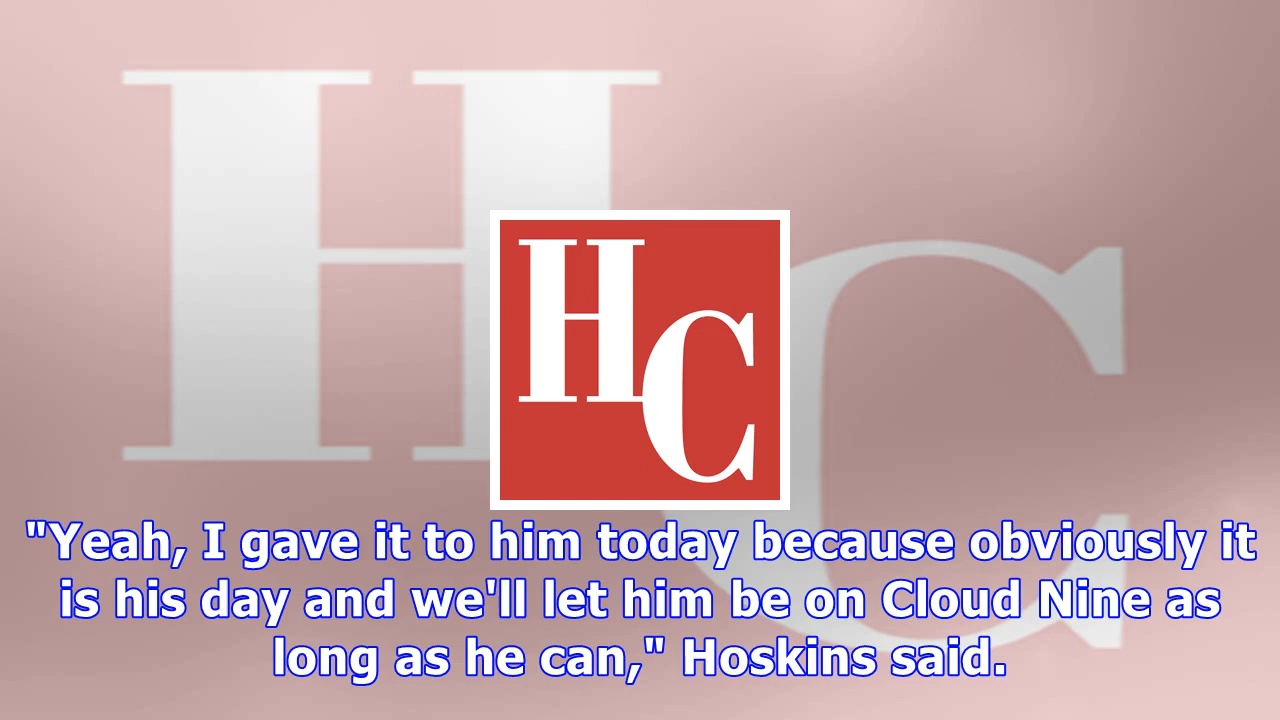 HC
HC
"Yeah, I gave it to him today because obviously it
is his day and we'll let him be on Cloud Nine as
long as he can," Hoskins said.